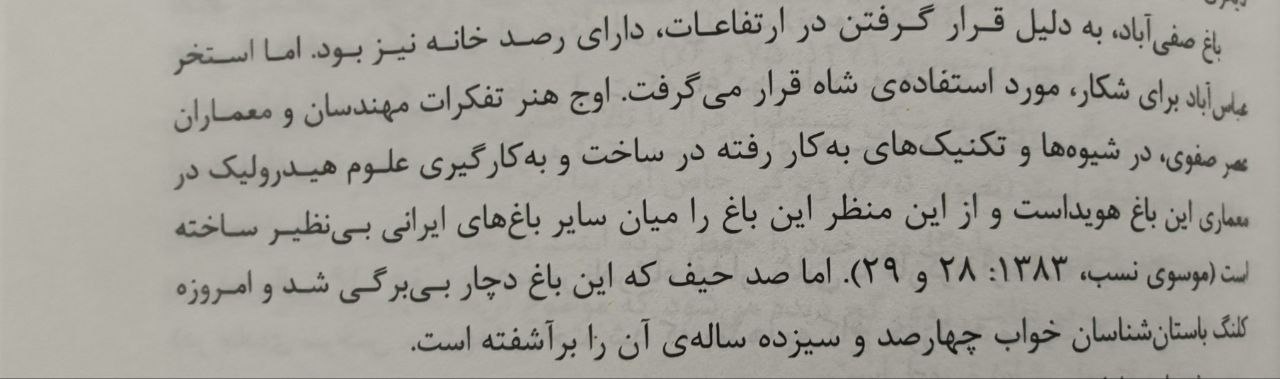 باغ صفی‌آباد، به دلیل قرار گرفتن در ارتفاعات، دارای رصد خانه نیز بود. اما استخر
عباس‌آباد برای شکار، مورد استفاده‌ی شاه قرار می‌گرفت. اوج هنر تفکرات مهندسان و معماران
عصر صفوی، در شیوه‌ها و تکنیک‌های به‌کار رفته در ساخت و به‌کارگیری علوم هیدرولیک در
معماری این باغ هویداست و از این منظر این باغ را میان سایر باغ‌های ایرانی بی‌نظیر ساخته
است (موسوی نسب، ۱۳۸۳: ۲۸ و ۲۹). اما صد حیف که این باغ دچار بی‌برگی شد و امروزه
کلنگ باستان‌شناسان خواب چهارصد و سیزده ساله‌ی آن را برآشفته است.